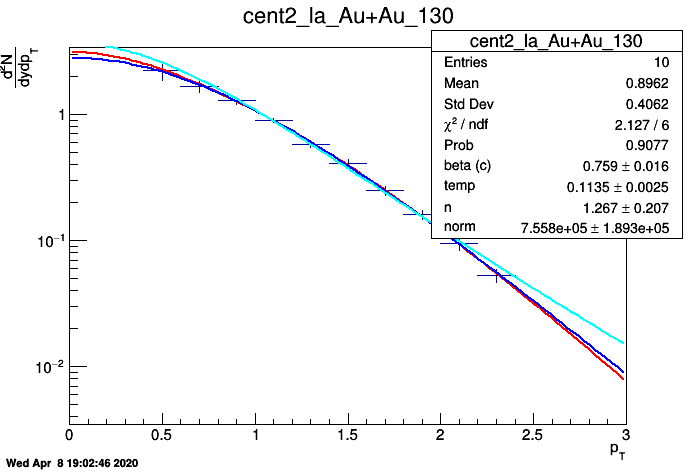 cent2_la_Au+Au_130
cent2_la_Au+Au_130
Entries 10
Mean 0.8962
Std Dev 0.4062
χ² / ndf 2.127 / 6
Prob 0.9077
beta (c) 0.759 ± 0.016
temp 0.1135 ± 0.0025
n 1.267 ± 0.207
norm 7.558e+05 ± 1.893e+05
d²N
dydp_T
1
10⁻¹
10⁻²
0 0.5 1 1.5 2 2.5 3
p_T
Wed Apr 8 19:02:46 2020